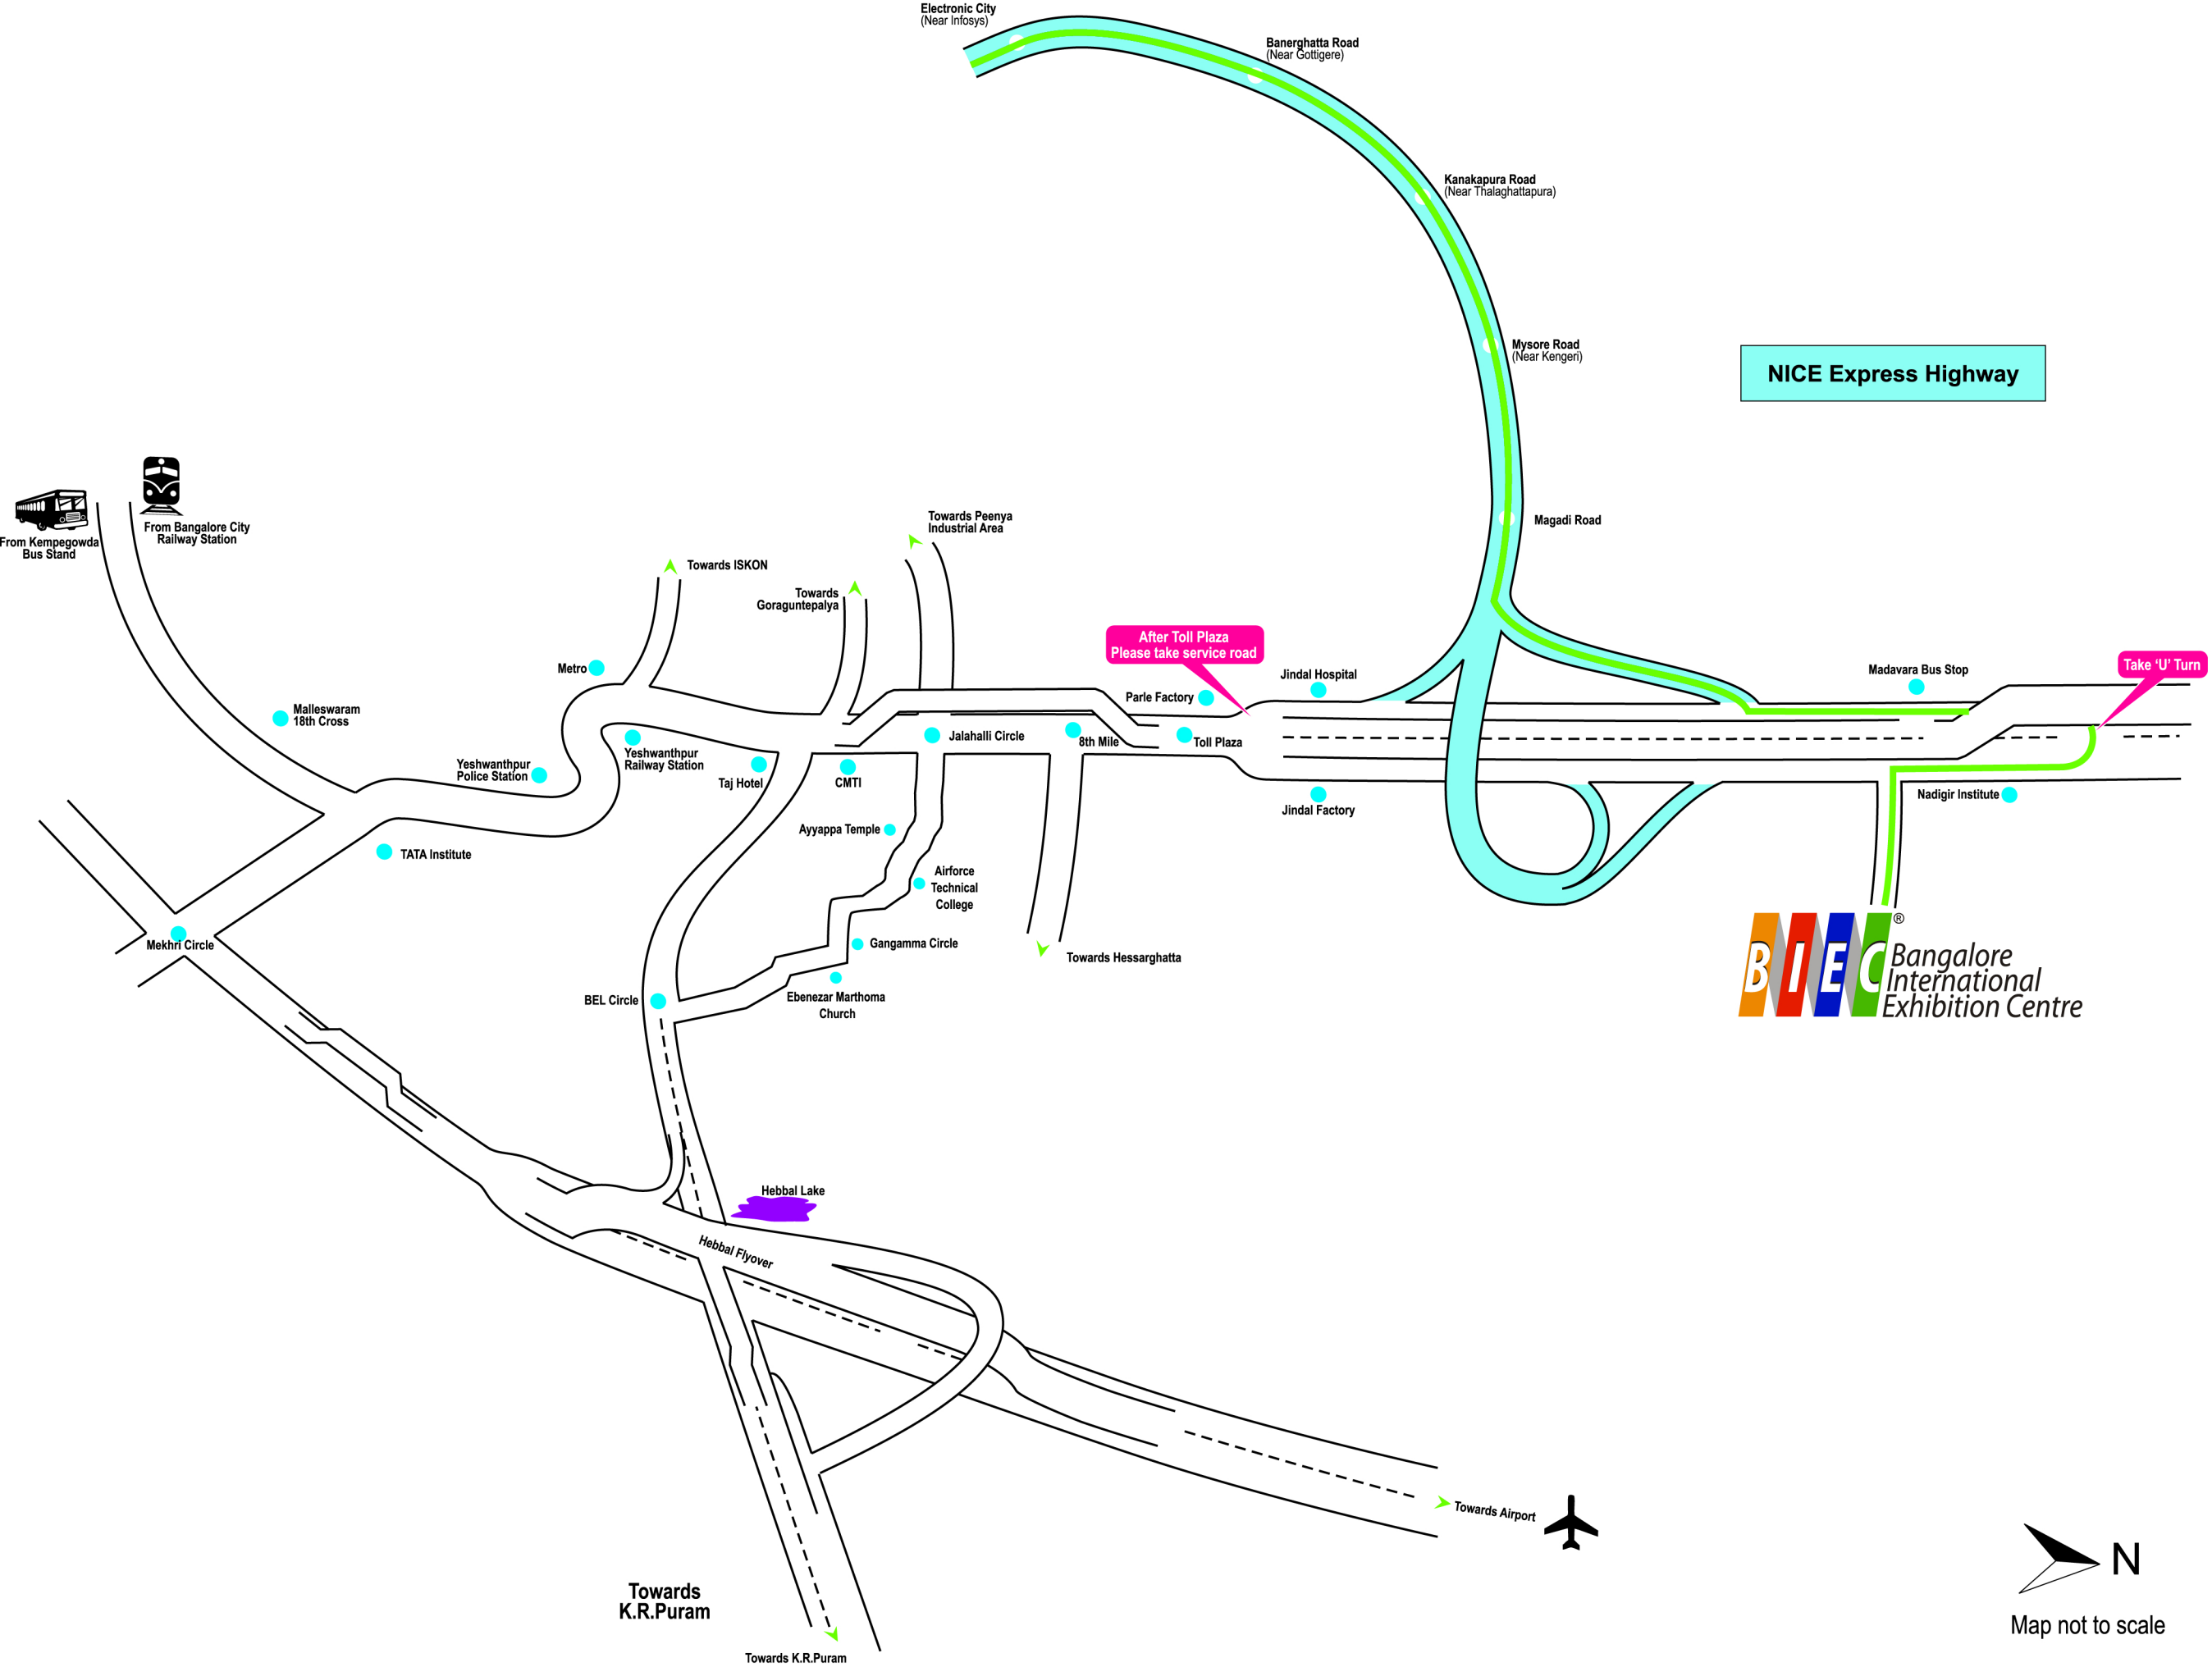 Electronic City
(Near Infosys)
Banerghatta Road
(Near Gottigere)
Kanakapura Road
(Near Thalaghattapura)
Mysore Road
(Near Kengeri)
NICE Express Highway
Magadi Road
From Kempegowda
Bus Stand
From Bangalore City
Railway Station
Towards Peenya
Industrial Area
Towards ISKON
Towards
Goraguntepalya
After Toll Plaza
Please take service road
Take ‘U’ Turn
Metro
Madavara Bus Stop
Jindal Hospital
Parle Factory
Malleswaram
18th Cross
Jalahalli Circle
8th Mile
Toll Plaza
Yeshwanthpur
Police Station
Yeshwanthpur
Railway Station
Taj Hotel
CMTI
Jindal Factory
Nadigir Institute
Ayyappa Temple
TATA Institute
Airforce
Technical
College
Mekhri Circle
Gangamma Circle
Towards Hessarghatta
BIEC®
Bangalore
International
Exhibition Centre
BEL Circle
Ebenezar Marthoma
Church
Hebbal Lake
Hebbal Flyover
Towards Airport
N
Map not to scale
Towards
K.R.Puram
Towards K.R.Puram